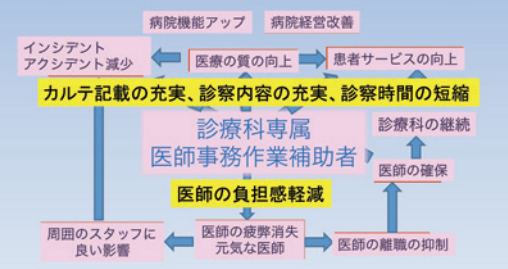 病院機能アップ 病院経営改善
インシデント
アクシデント減少
医療の質の向上
患者サービスの向上
カルテ記載の充実、診察内容の充実、診察時間の短縮
診療科専属
医師事務作業補助者
診療科の継続
医師の確保
医師の負担感軽減
周囲のスタッフに
良い影響
医師の疲弊消失
元気な医師
医師の離職の抑制